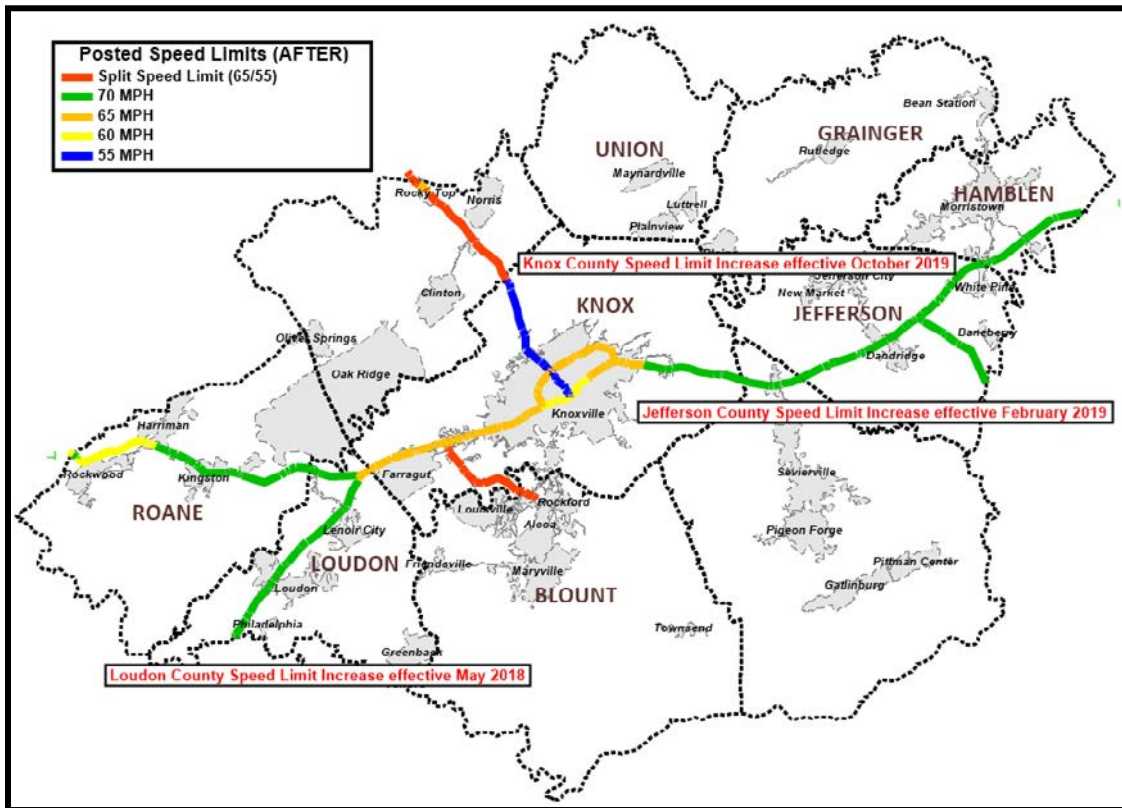 Posted Speed Limits (AFTER)
Split Speed Limit (65/55)
70 MPH
65 MPH
60 MPH
55 MPH
Bean Station
GRAINGER
Rutledge
UNION
Maynardville
HAMBLEN
Rocky Top
Norris
Luttrell
Morristown
Plainview
Knox County Speed Limit Increase effective October 2019
Jefferson City
Clinton
New Market
White Pine
KNOX
JEFFERSON
Oliver Springs
Baneberry
Dandridge
Oak Ridge
Knoxville
Jefferson County Speed Limit Increase effective February 2019
Harriman
Farragut
Rockwood
Kingston
Sevierville
Rockford
ROANE
Louisville
Alcoa
Lenoir City
Pigeon Forge
LOUDON
Friendsville
Pittman Center
Maryville
Loudon
Gatlinburg
BLOUNT
Philadelphia
Townsend
Greenback
Loudon County Speed Limit Increase effective May 2018